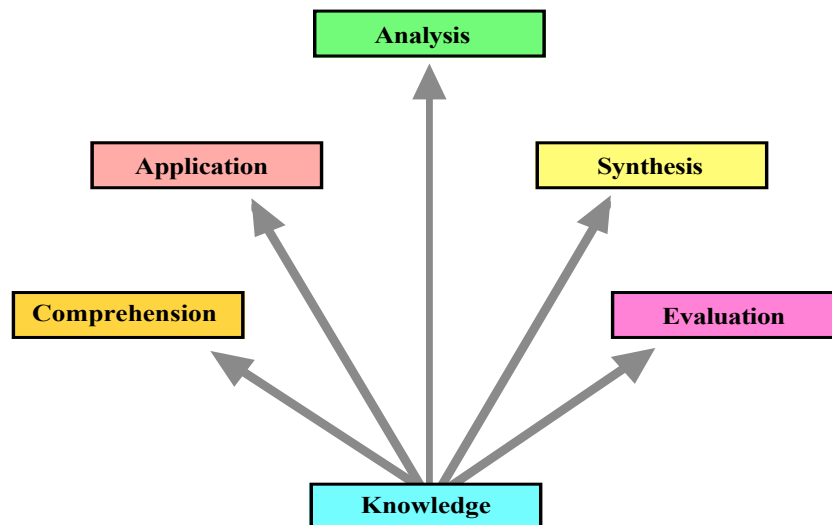 Analysis
Application
Synthesis
Comprehension
Evaluation
Knowledge